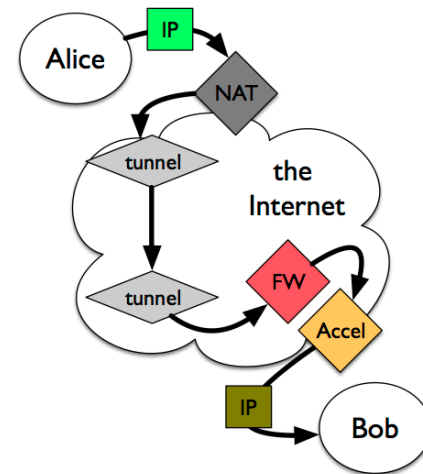 IP
Alice
NAT
tunnel
the
Internet
FW
tunnel
Accel
IP
Bob